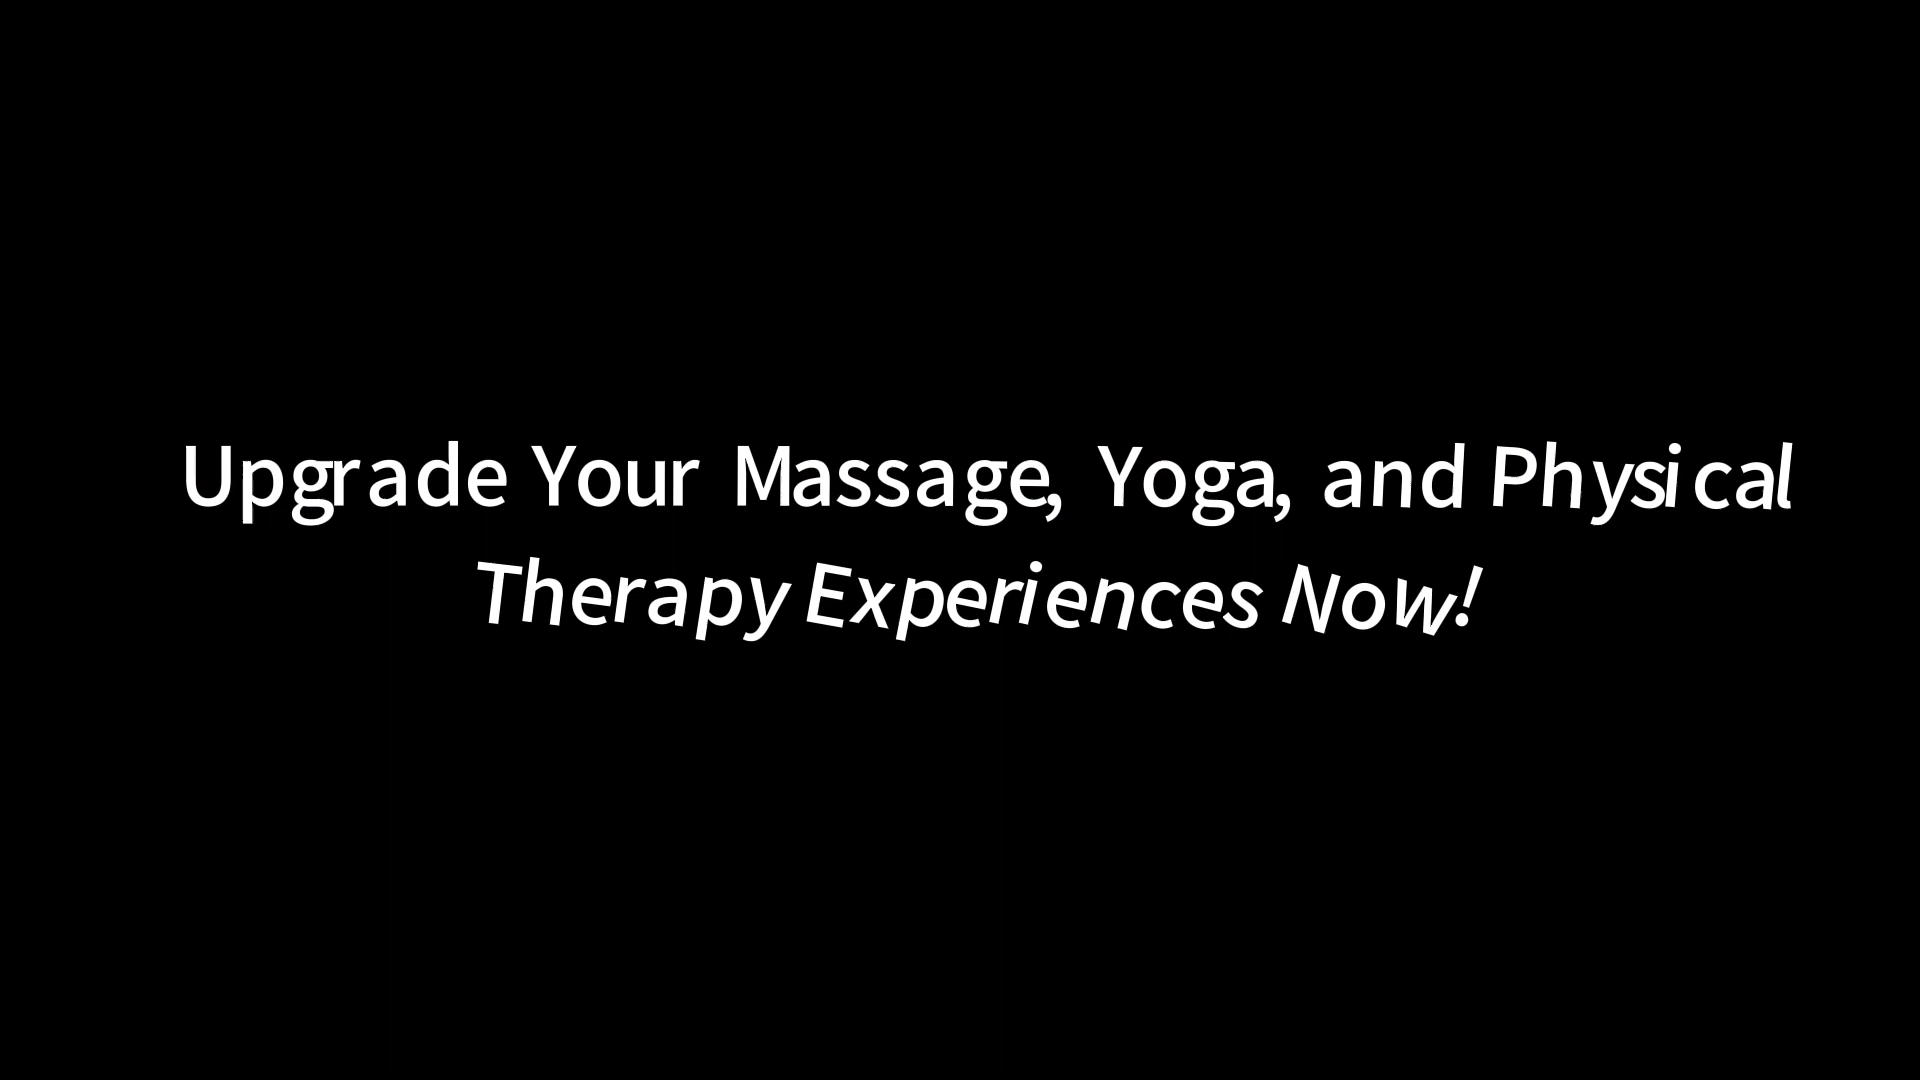 Upgrade Your Massage, Yoga, and Physical
Therapy Experiences Now!